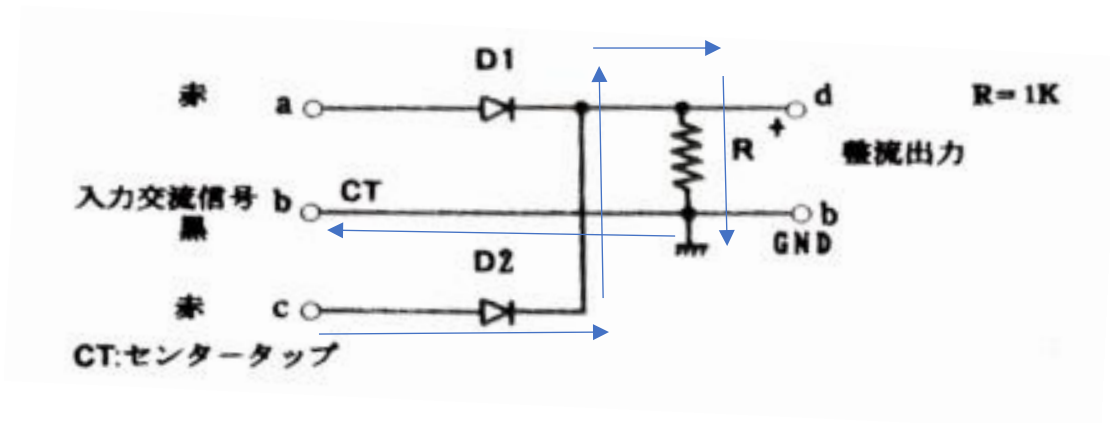 D1
赤 a
d
R= 1K
+
R
整流出力
入力交流信号 b CT
黒
b
GND
D2
赤 c
CT:センタータップ